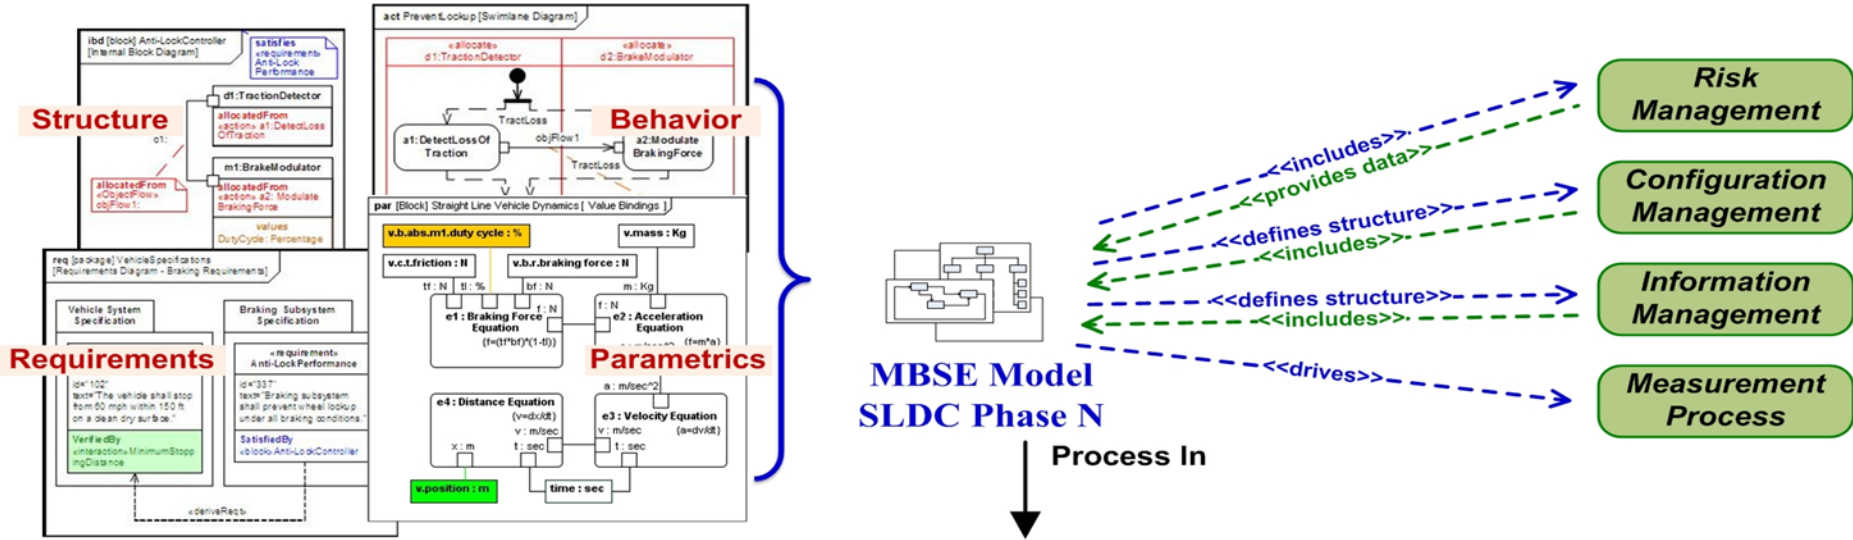 ibd [block] Anti-LockController
[Internal Block Diagram]
satisfies
«requirement»
Anti-Lock
Performance
d1:TractionDetector
allocatedFrom
«action» a1:DetectLoss
OfTraction
Structure
c1:
m1:BrakeModulator
allocatedFrom
«action» a2: Modulate
BrakingForce
values
DutyCycle: Percentage
allocatedFrom
«ObjectFlow»
objFlow1:
act PreventLockup [Swimlane Diagram]
«allocate»
d1:TractionDetector
«allocate»
d2:BrakeModulator
TractLoss
Behavior
a1:DetectLossOf
Traction
objFlow1
a2:Modulate
BrakingForce
TractLoss
req [package] VehicleSpecifications
[Requirements Diagram - Braking Requirements]
Vehicle System
Specification
Braking Subsystem
Specification
Requirements
«requirement»
Anti-LockPerformance
id="102"
text="The vehicle shall stop
from 60 mph within 150 ft
on a clean dry surface."
id="337"
text="Braking subsystem
shall prevent wheel lockup
under all braking conditions."
VerifiedBy
«interaction» MinimumStopp
ingDistance
SatisfiedBy
«block» Anti-LockController
«deriveReqt»
par [Block] Straight Line Vehicle Dynamics [ Value Bindings ]
v.b.abs.m1.duty cycle : %
v.mass : Kg
v.c.t.friction : N
v.b.r.braking force : N
tf : N
tl : %
bf : N
m : Kg
f : N
f : N
e1 : Braking Force
Equation
{f=(tf*bf)*(1-tl)}
e2 : Acceleration
Equation
{f=m*a}
Parametrics
a : m/sec^2
e4 : Distance Equation
{v=dx/dt}
v : m/sec
x : m
t : sec
e3 : Velocity Equation
{a=dv/dt}
v : m/sec
t : sec
v.position : m
time : sec
MBSE Model
SLDC Phase N
Process In
<<includes>>
<<provides data>>
<<defines structure>>
<<includes>>
<<defines structure>>
<<includes>>
<<drives>>
Risk
Management
Configuration
Management
Information
Management
Measurement
Process